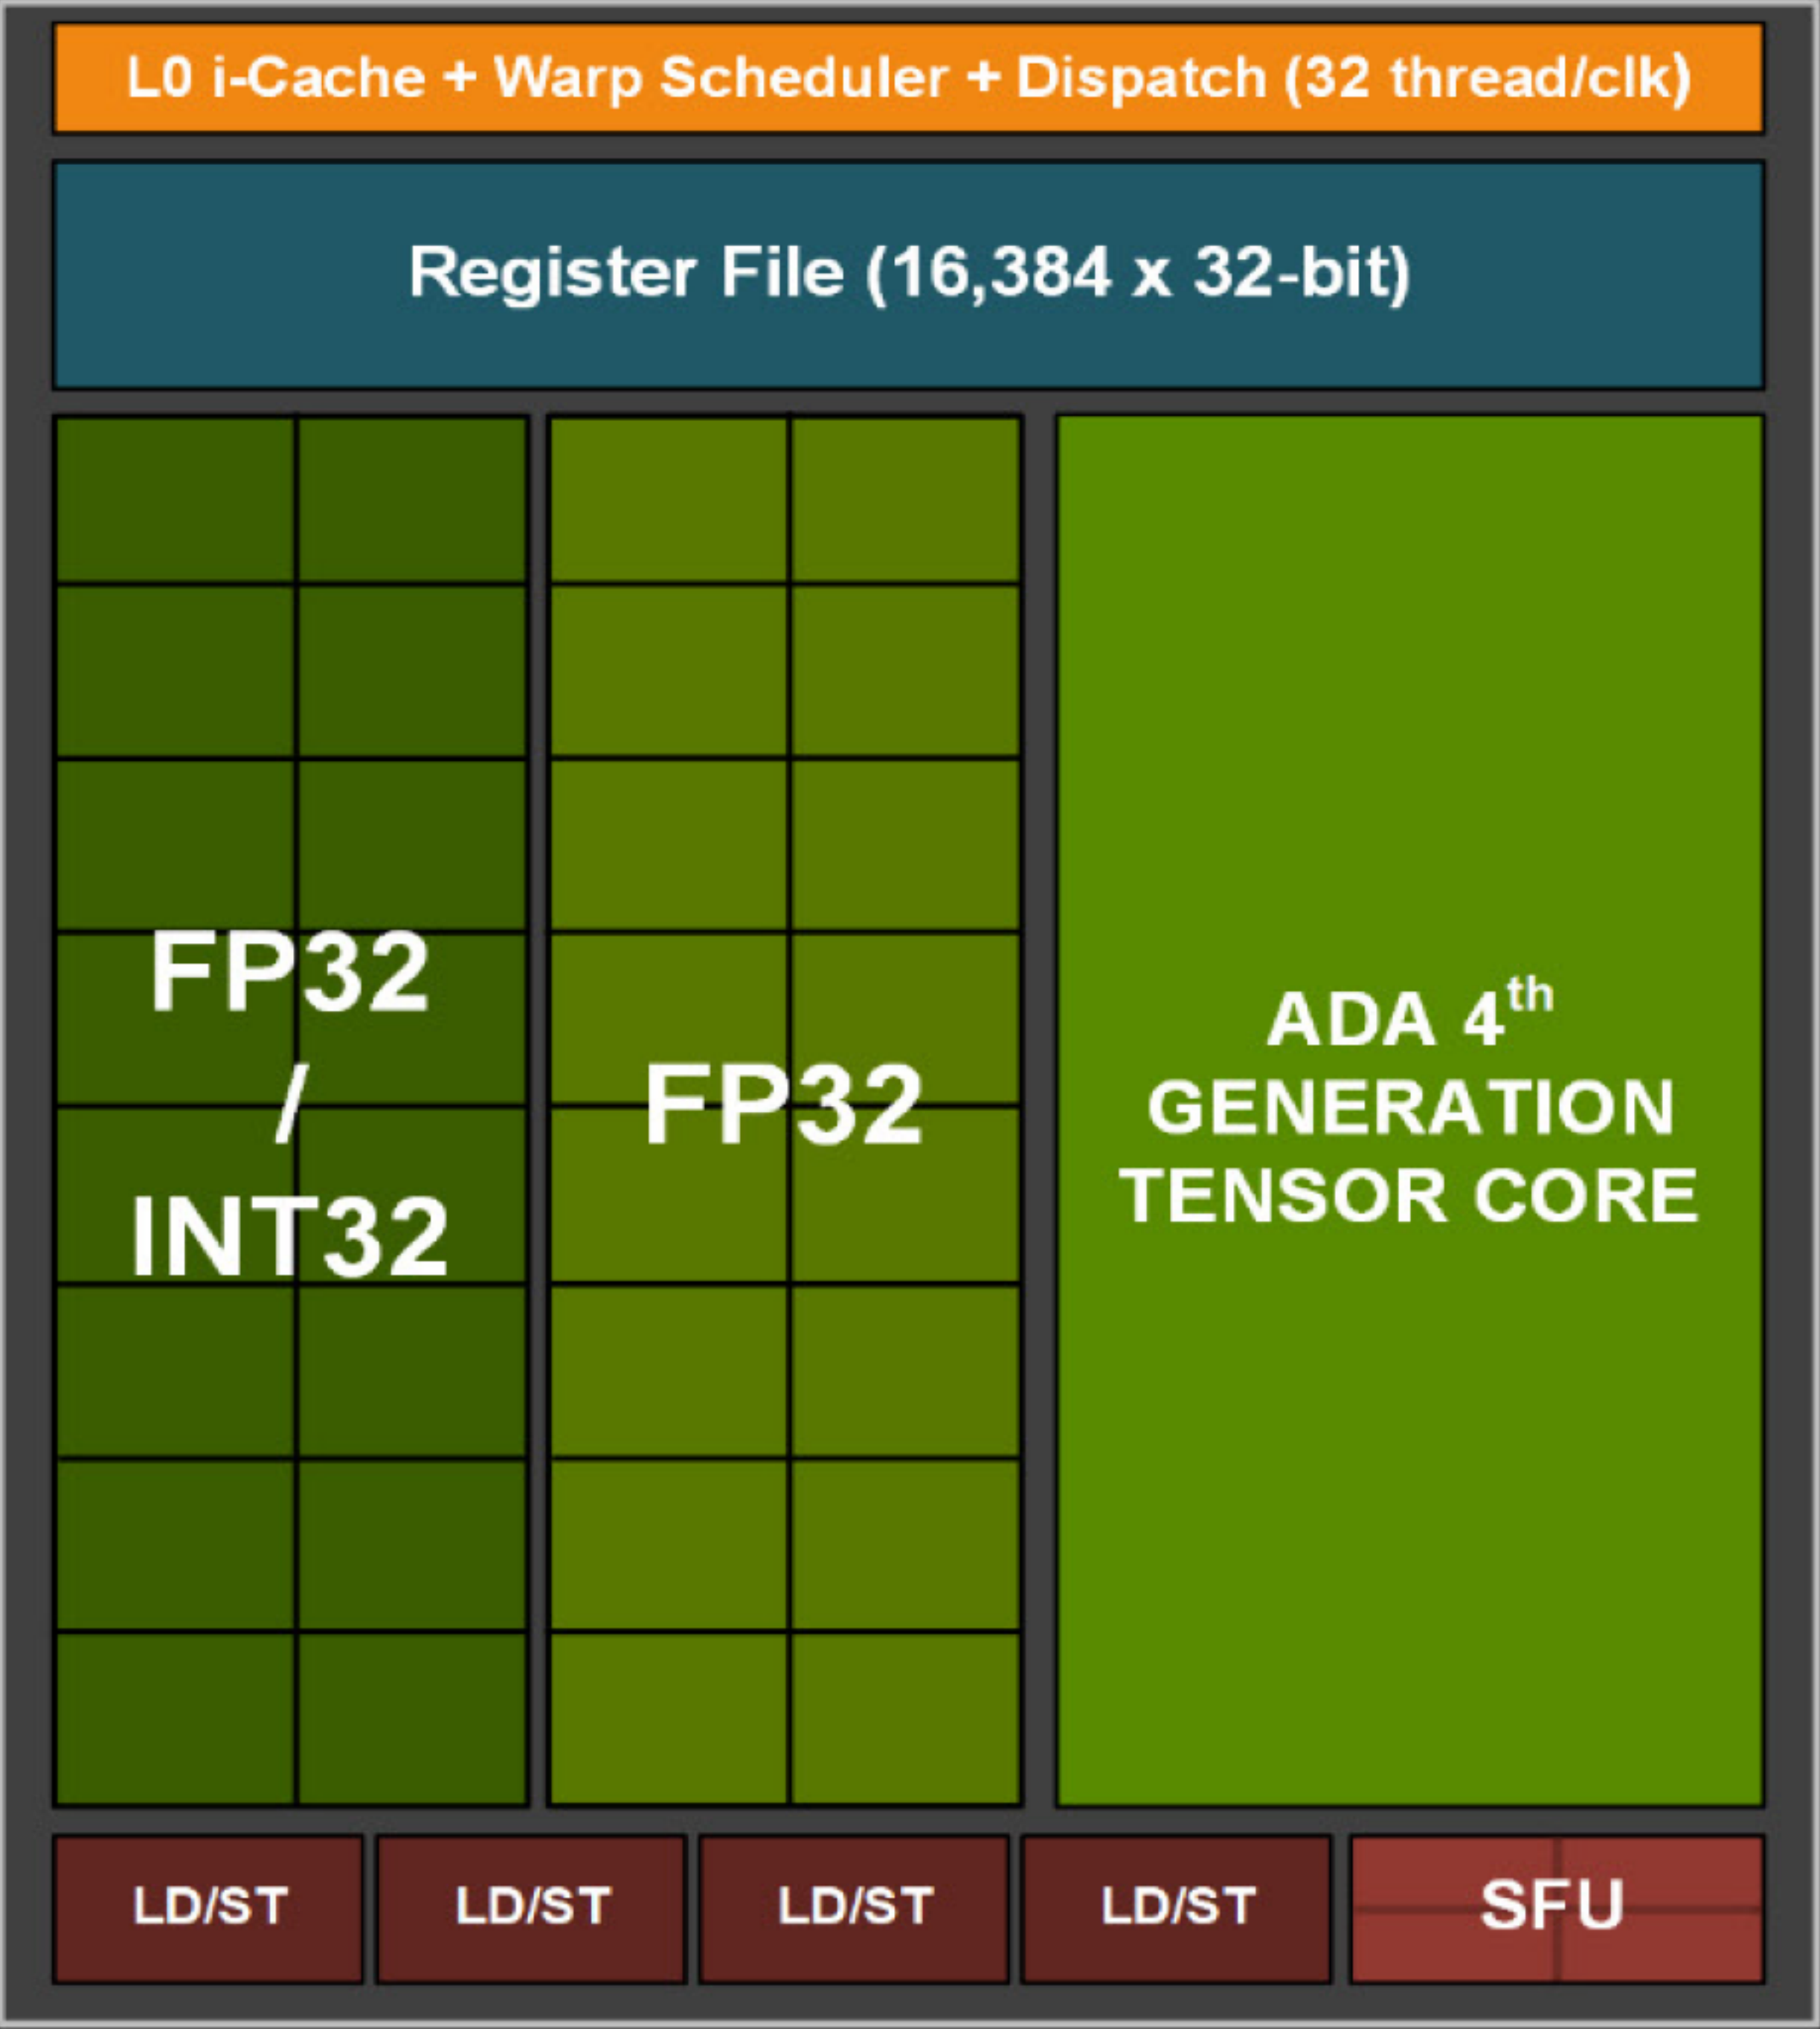 L0 i-Cache + Warp Scheduler + Dispatch (32 thread/clk)
Register File (16,384 x 32-bit)
FP32
/
INT32
FP32
ADA 4th
GENERATION
TENSOR CORE
LD/ST
LD/ST
LD/ST
LD/ST
SFU